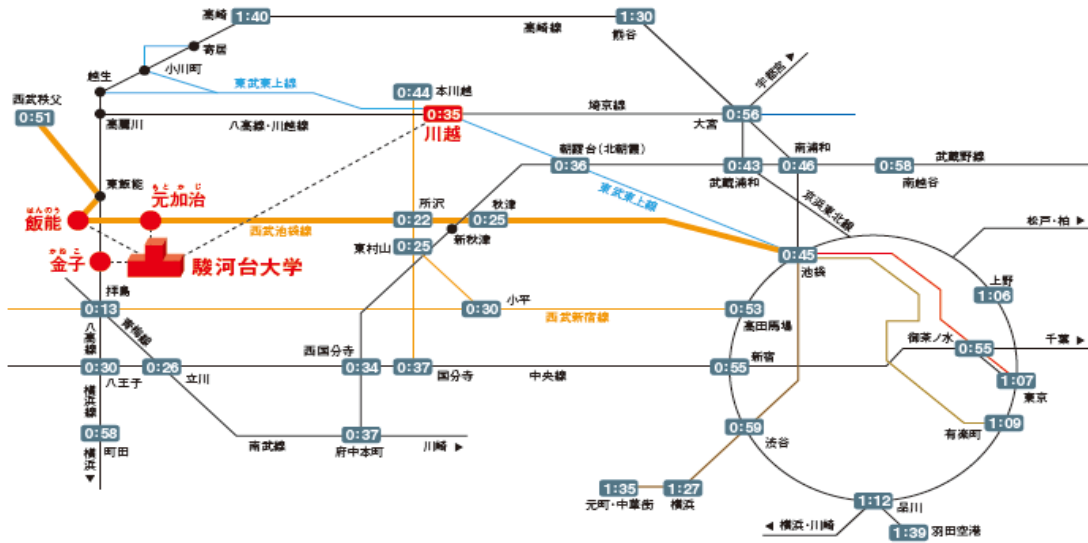 高崎
1:40
高崎線
1:30
熊谷
宇都宮▶
寄居
小川町
越生
東武東上線
0:44
本川越
西武秩父
0:51
高麗川
八高線・川越線
0:35
川越
埼京線
0:56
大宮
朝霞台(北朝霞)
0:36
0:43
武蔵浦和
南浦和
0:46
0:58
南越谷
武蔵野線
東飯能
もとかじ
元加治
はんのう
飯能
西武池袋線
所沢
0:22
秋津
0:25
新秋津
東武東上線
京浜東北線
松戸・柏▶
東村山
0:25
かねこ
金子
駿河台大学
0:45
池袋
上野
1:06
拝島
0:13
青梅線
八高線
0:30
小平
西武新宿線
0:53
高田馬場
御茶ノ水
0:55
千葉▶
0:30
八王子
0:26
立川
西国分寺
0:34
0:37
国分寺
中央線
新宿
0:55
1:07
東京
横浜線
0:58
町田
横浜▼
南武線
0:37
府中本町
川崎▶
0:59
渋谷
有楽町
1:09
1:35
元町・中華街
1:27
横浜
1:12
品川
◀横浜・川崎
1:39
羽田空港